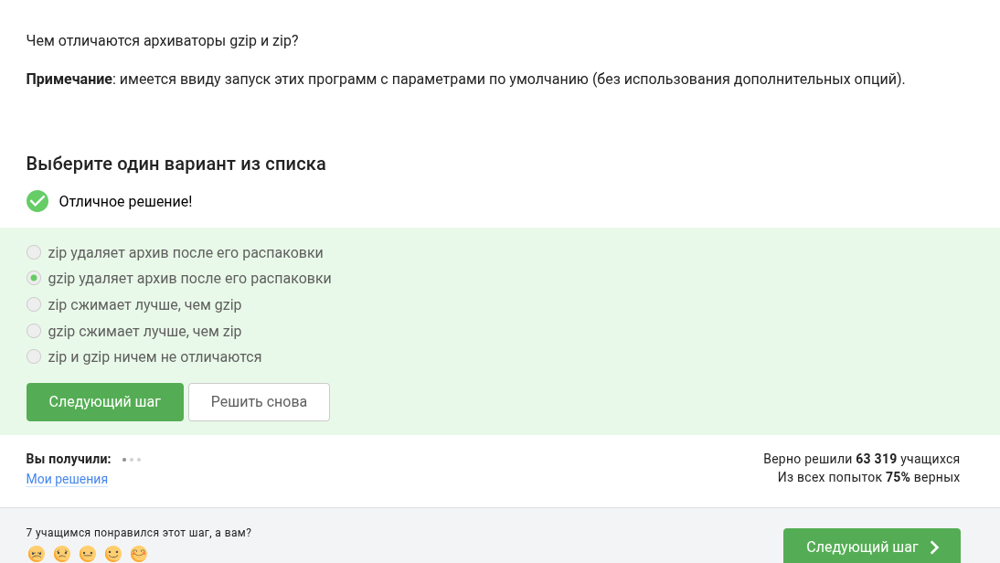 Чем отличаются архиваторы gzip и zip?
Примечание: имеется ввиду запуск этих программ с параметрами по умолчанию (без использования дополнительных опций).
Выберите один вариант из списка
Отличное решение!
zip удаляет архив после его распаковки
gzip удаляет архив после его распаковки
zip сжимает лучше, чем gzip
gzip сжимает лучше, чем zip
zip и gzip ничем не отличаются
Следующий шаг Решить снова
Вы получили:
Мои решения
Верно решили 63 319 учащихся
Из всех попыток 75% верных
7 учащимся понравился этот шаг, а вам?
Следующий шаг